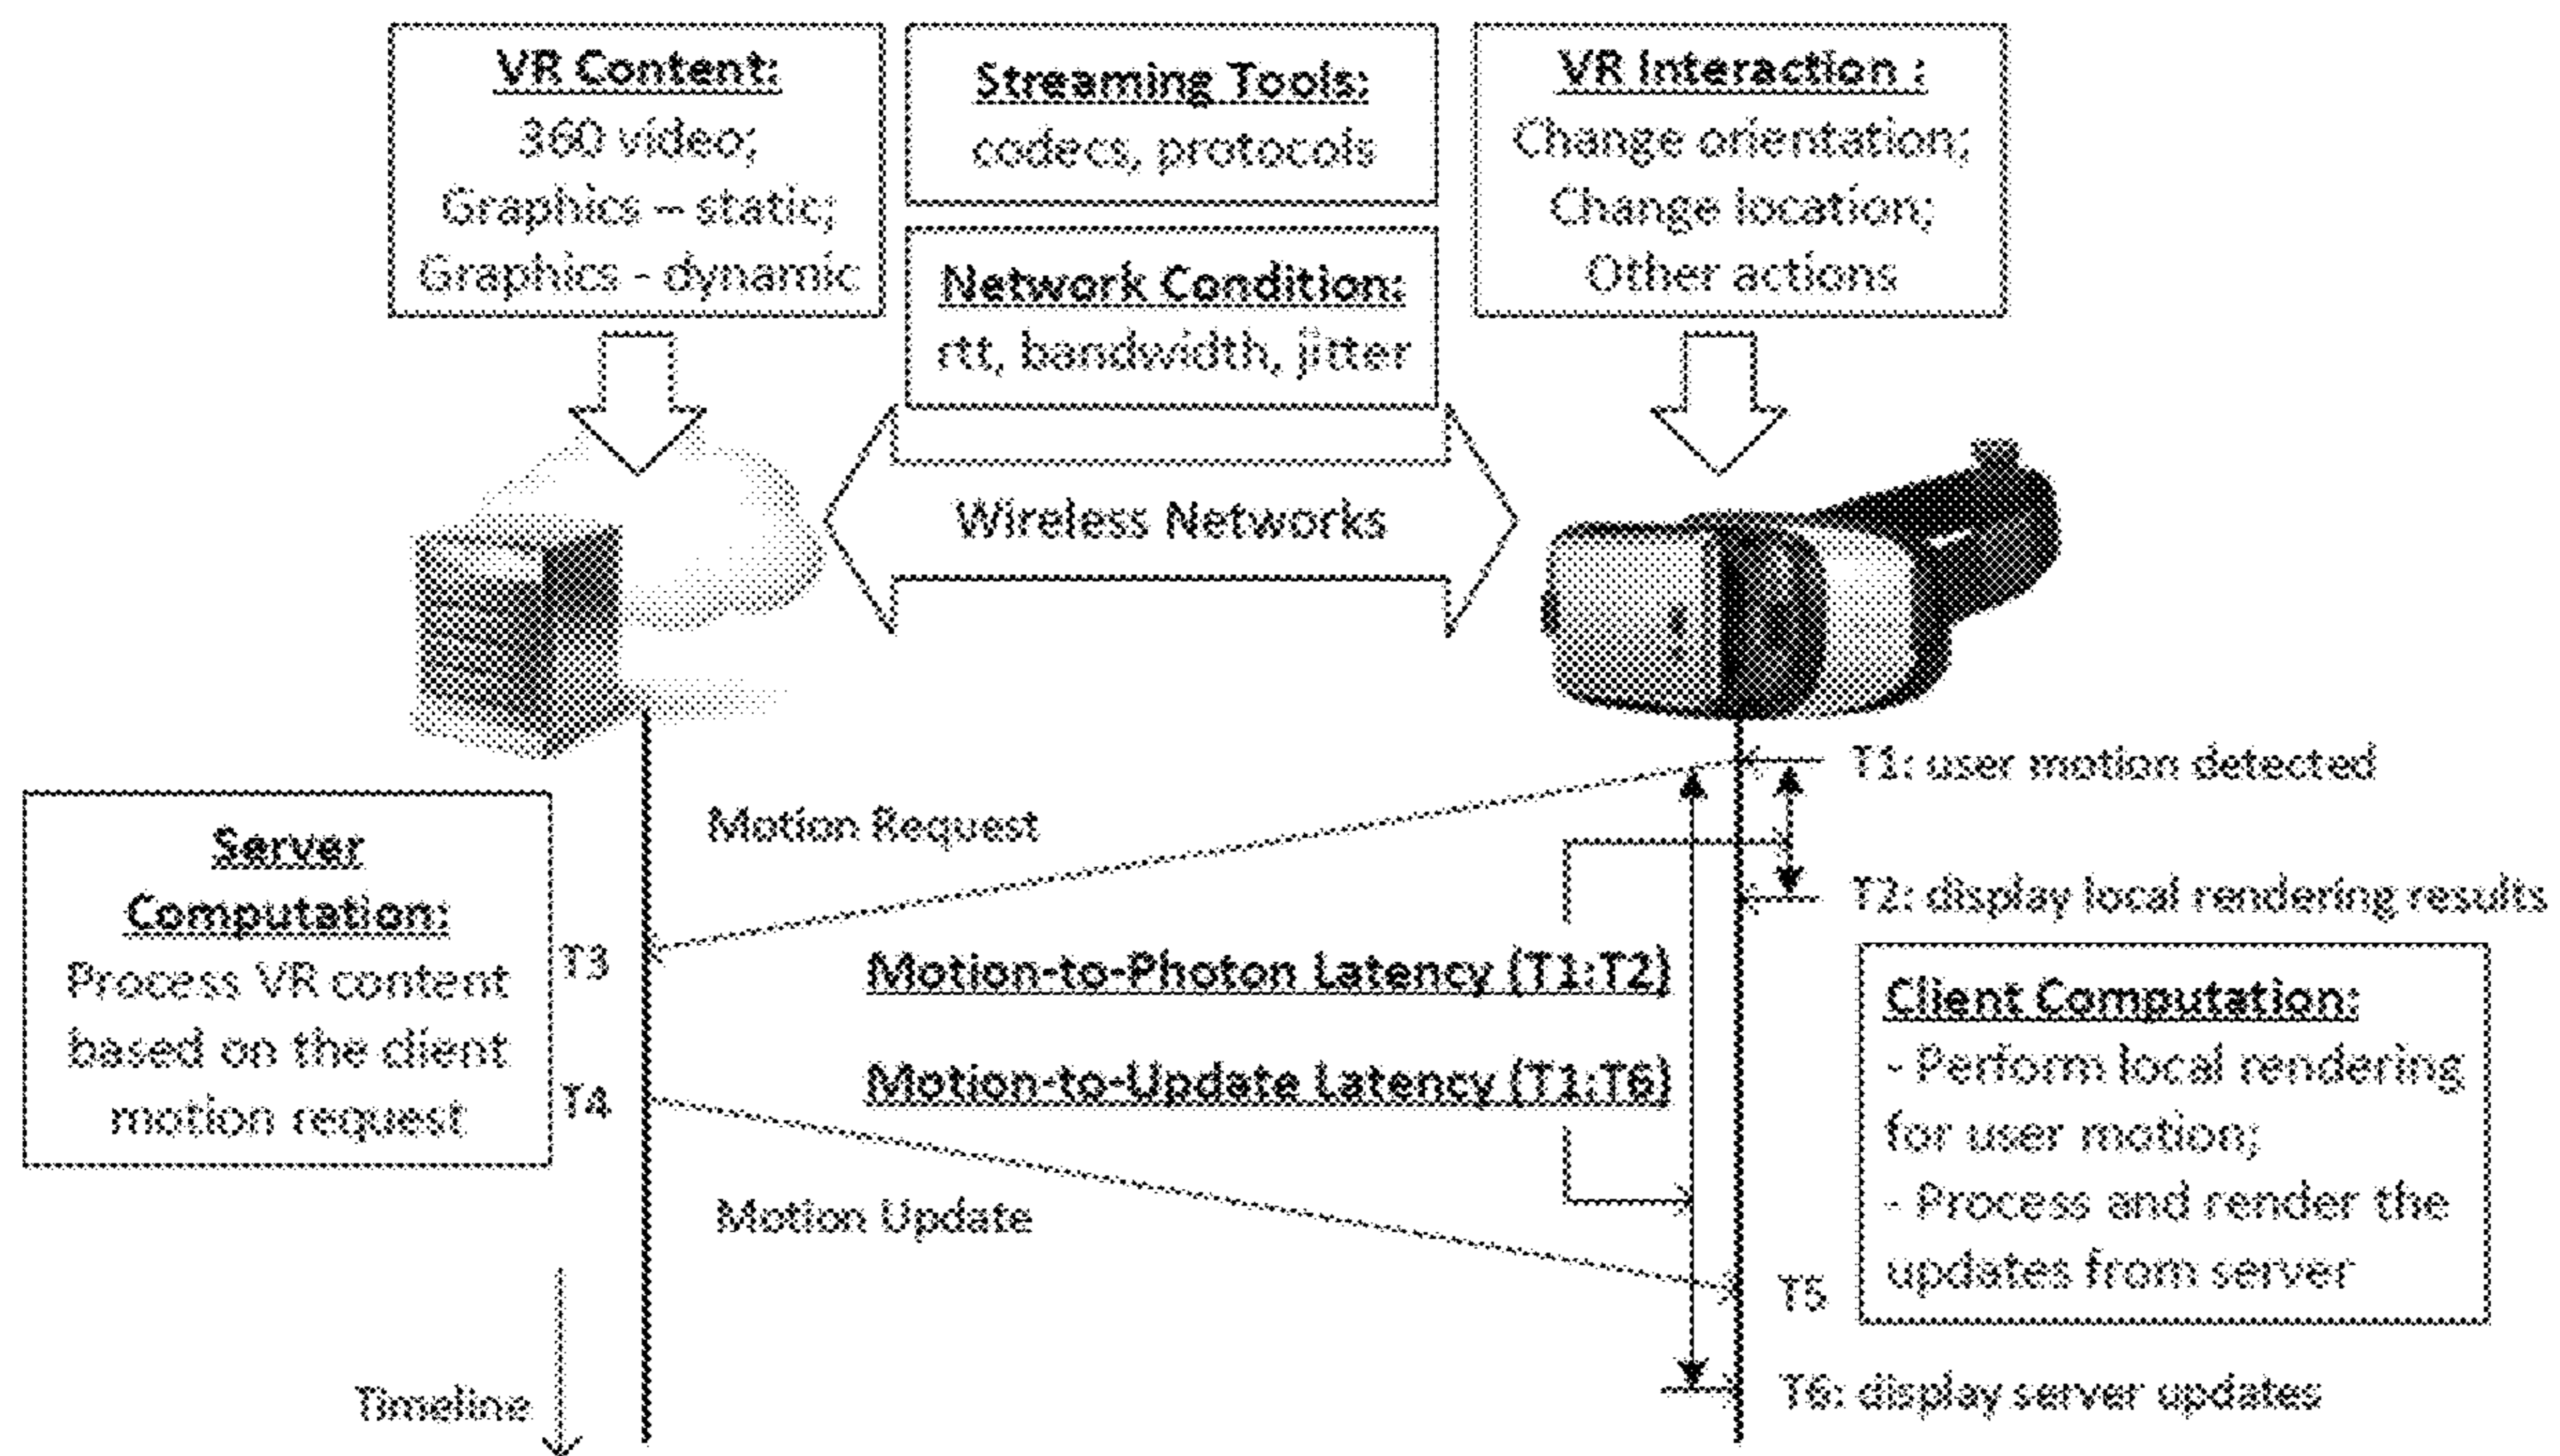 VR Content:
360 video;
Graphics – static;
Graphics - dynamic
Streaming Tools:
codecs, protocols
Network Condition:
rtt, bandwidth, jitter
VR Interaction :
Change orientation;
Change location;
Other actions
Wireless Networks
T1: user motion detected
Motion Request
Server
Computation:
Process VR content
based on the client
motion request
T2: display local rendering results
T3
Motion-to-Photon Latency (T1:T2)
Client Computation:
- Perform local rendering
for user motion;
- Process and render the
updates from server
Motion-to-Update Latency (T1:T6)
T4
Motion Update
T5
T6: display server updates
Timeline